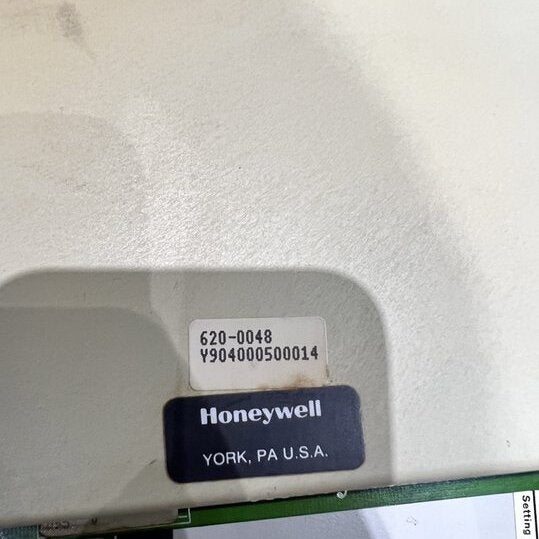 620-0048
Y904000500014
Honeywell
YORK, PA U.S.A.
Setting